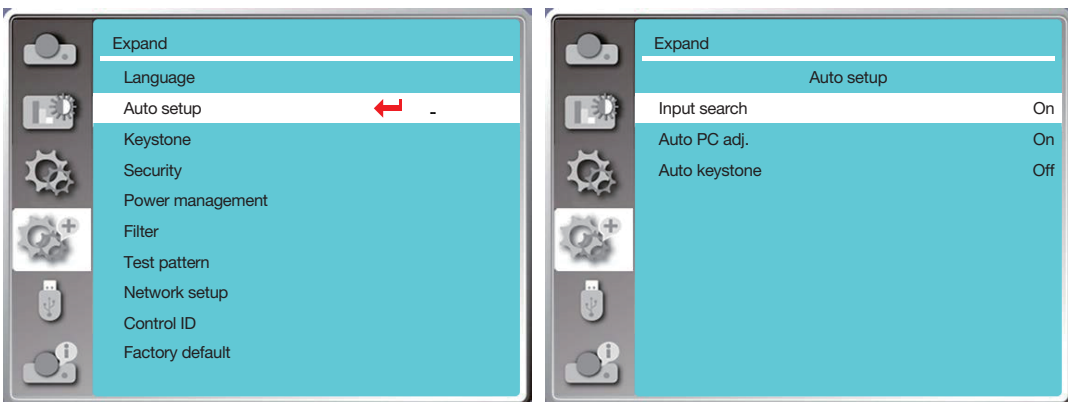 Expand
Language
Auto setup -
Keystone
Security
Power management
Filter
Test pattern
Network setup
Control ID
Factory default
Expand
Auto setup
Input search On
Auto PC adj. On
Auto keystone Off